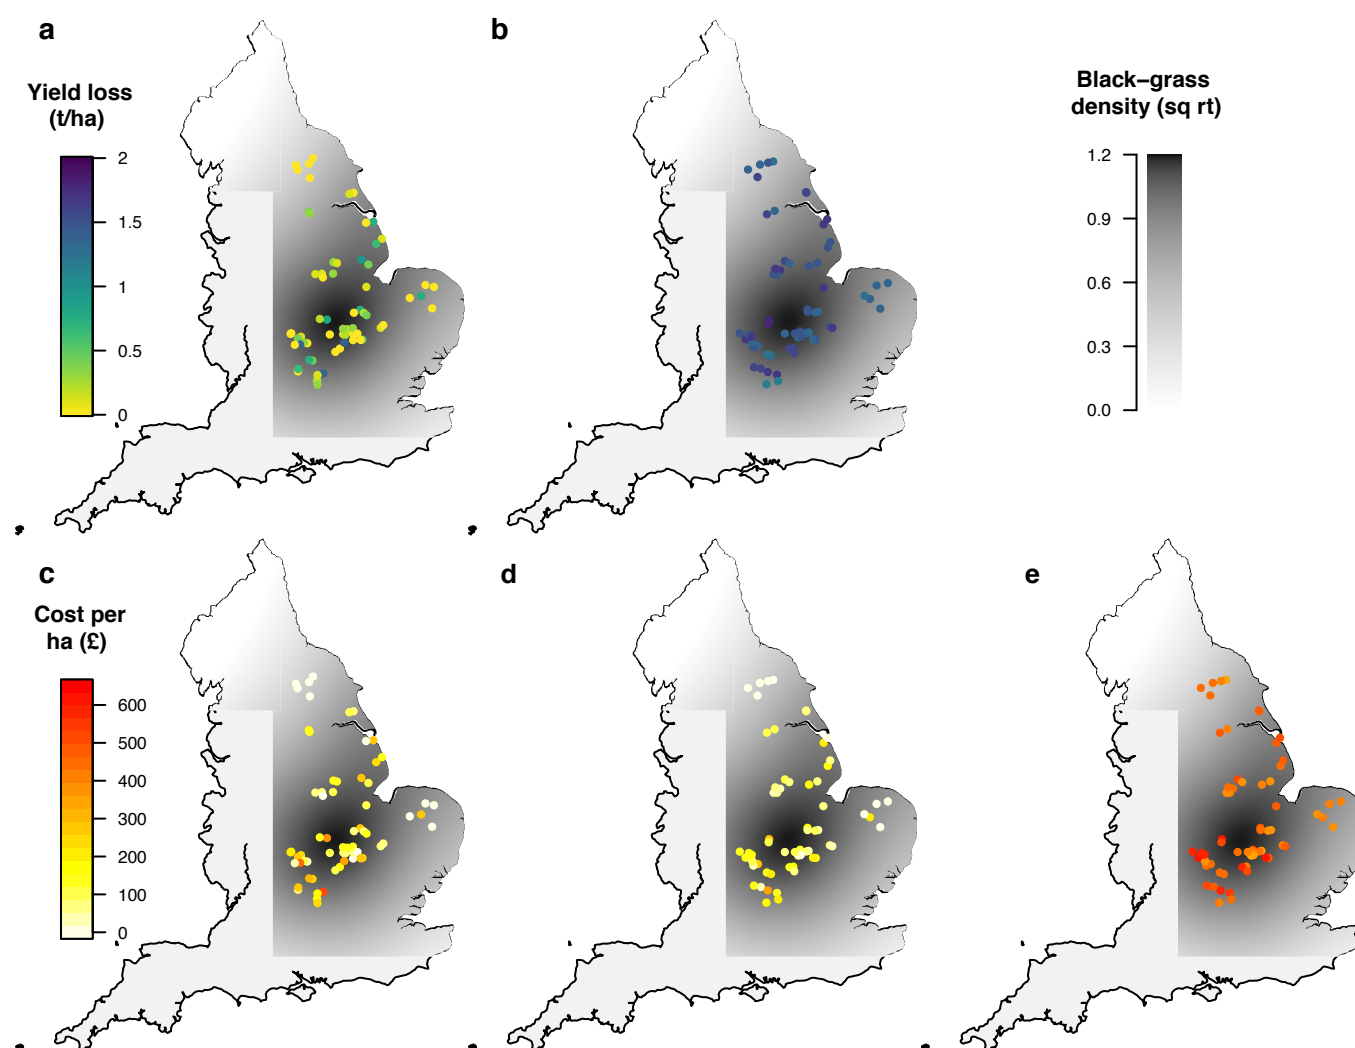 a
b
Yield loss
(t/ha)
2
1.5
1
0.5
0
Black−grass
density (sq rt)
1.2
0.9
0.6
0.3
0.0
c
d
e
Cost per
ha (£)
600
500
400
300
200
100
0